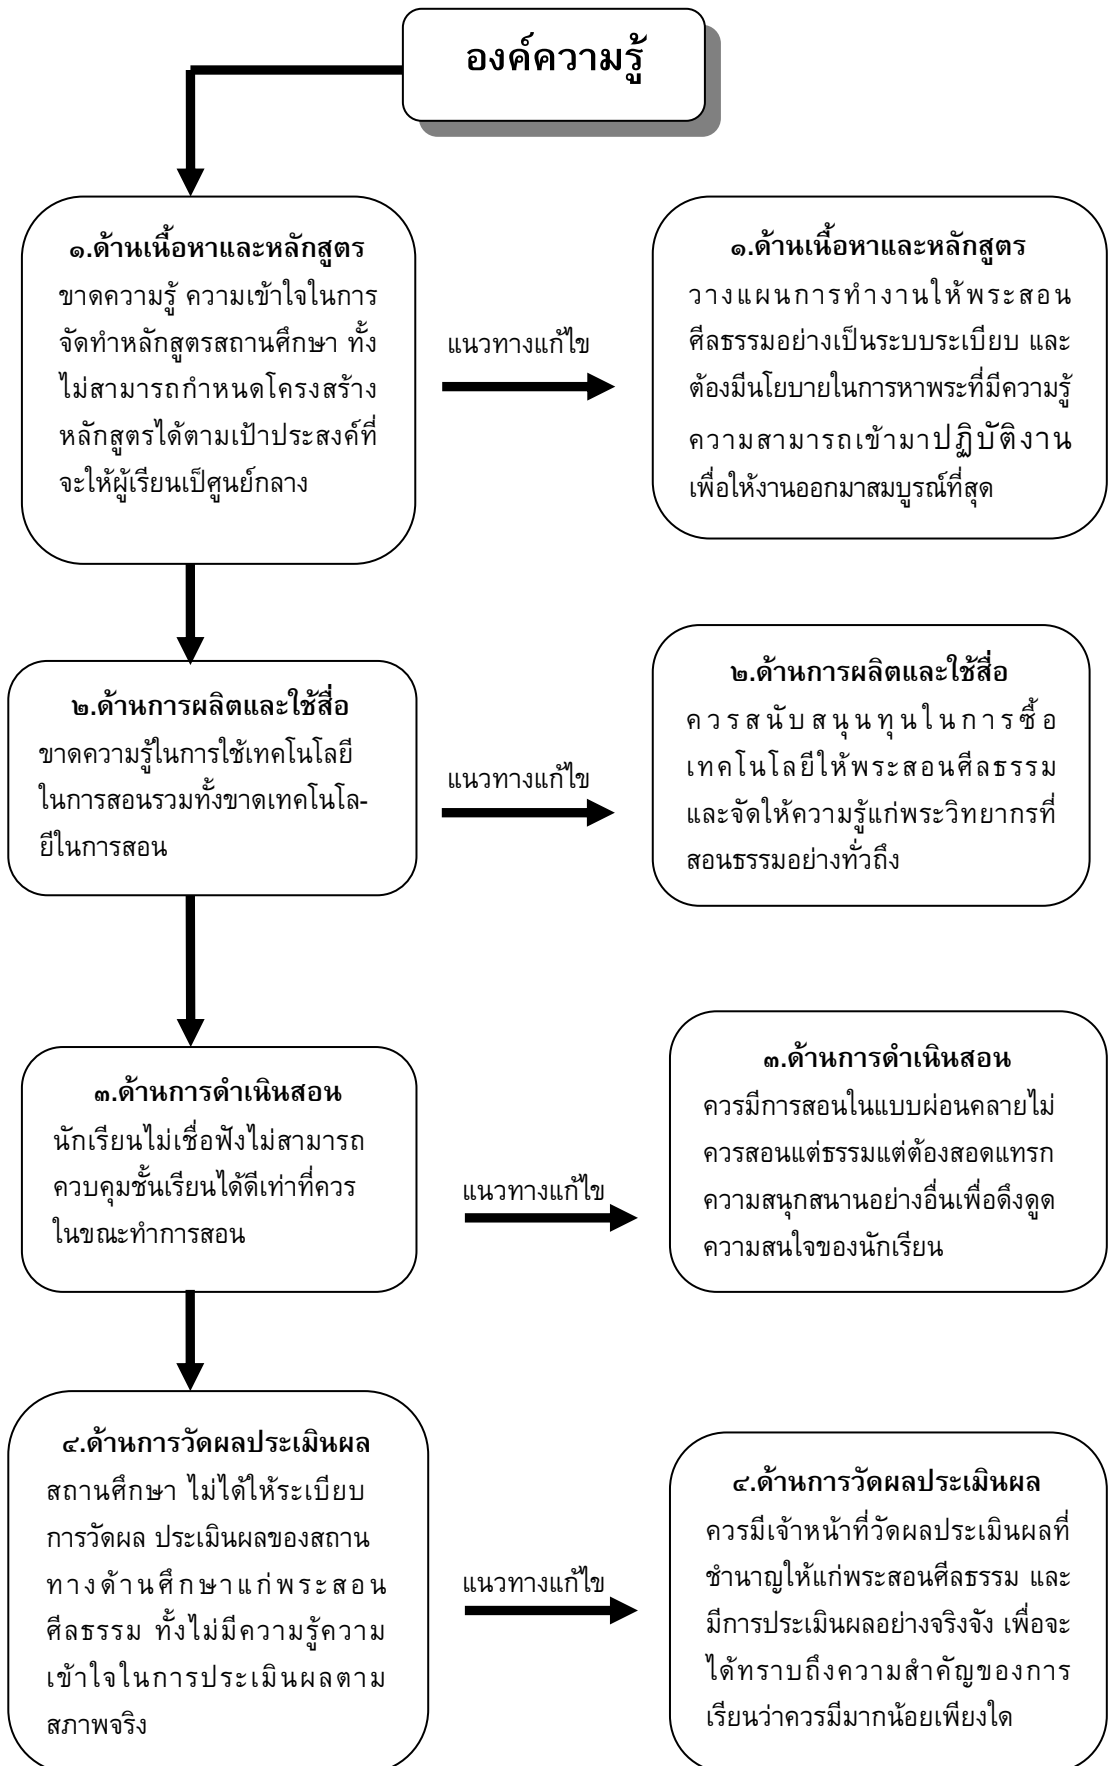 องค์ความรู้
๑.ด้านเนื้อหาและหลักสูตร
ขาดความรู้ ความเข้าใจในการ
จัดทำหลักสูตรสถานศึกษา ทั้ง
ไม่สามารถกำหนดโครงสร้าง
หลักสูตรได้ตามเป้าประสงค์ที่
จะให้ผู้เรียนเป็ศูนย์กลาง
แนวทางแก้ไข
๑.ด้านเนื้อหาและหลักสูตร
วางแผนการทำงานให้พระสอน
ศีลธรรมอย่างเป็นระบบระเบียบ และ
ต้องมีนโยบายในการหาพระที่มีความรู้
ความสามารถเข้ามาปฏิบัติงาน
เพื่อให้งานออกมาสมบูรณ์ที่สุด
๒.ด้านการผลิตและใช้สื่อ
ขาดความรู้ในการใช้เทคโนโลยี
ในการสอนรวมทั้งขาดเทคโนโล-
ยีในการสอน
แนวทางแก้ไข
๒.ด้านการผลิตและใช้สื่อ
ควรสนับสนุนทุนในการซื้อ
เทคโนโลยีให้พระสอนศีลธรรม
และจัดให้ความรู้แก่พระวิทยากรที่
สอนธรรมอย่างทั่วถึง
๓.ด้านการดำเนินสอน
นักเรียนไม่เชื่อฟังไม่สามารถ
ควบคุมชั้นเรียนได้ดีเท่าที่ควร
ในขณะทำการสอน
แนวทางแก้ไข
๓.ด้านการดำเนินสอน
ควรมีการสอนในแบบผ่อนคลายไม่
ควรสอนแต่ธรรมแต่ต้องสอดแทรก
ความสนุกสนานอย่างอื่นเพื่อดึงดูด
ความสนใจของนักเรียน
๔.ด้านการวัดผลประเมินผล
สถานศึกษา ไม่ได้ให้ระเบียบ
การวัดผล ประเมินผลของสถาน
ทางด้านศึกษาแก่พระสอน
ศีลธรรม ทั้งไม่มีความรู้ความ
เข้าใจในการประเมินผลตาม
สภาพจริง
แนวทางแก้ไข
๔.ด้านการวัดผลประเมินผล
ควรมีเจ้าหน้าที่วัดผลประเมินผลที่
ชำนาญให้แก่พระสอนศีลธรรม และ
มีการประเมินผลอย่างจริงจัง เพื่อจะ
ได้ทราบถึงความสำคัญของการ
เรียนว่าควรมีมากน้อยเพียงใด